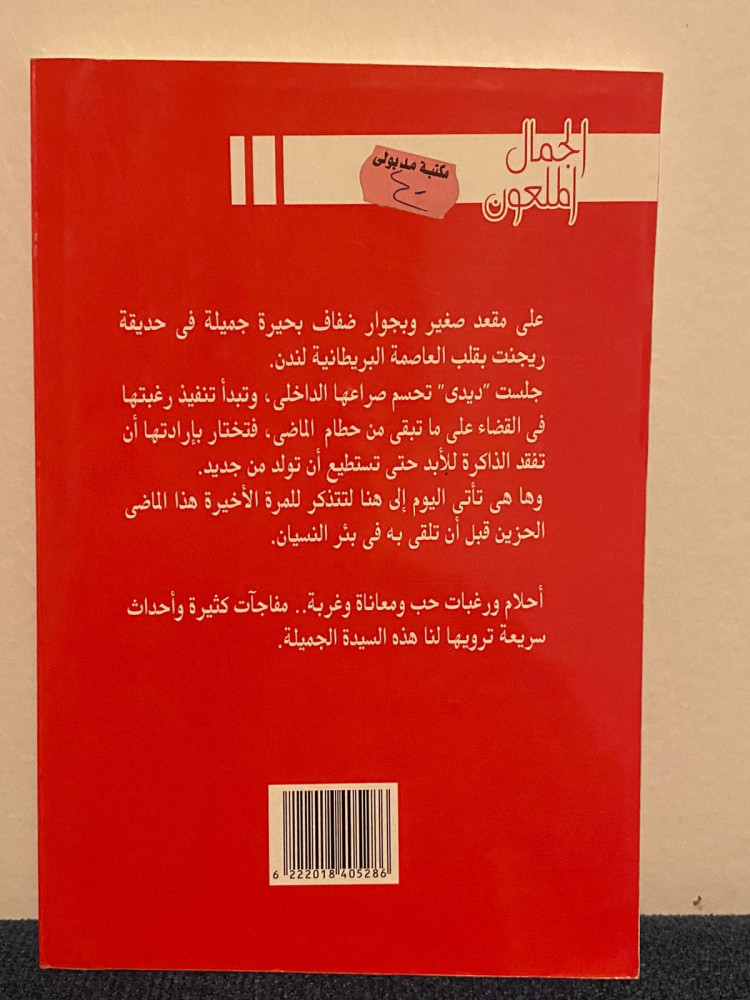 الجمال
الملعون
مكتبة مدبولى
على مقعد صغير وبجوار ضفاف بحيرة جميلة فى حديقة
ريجنت بقلب العاصمة البريطانية لندن.
جلست "ديدى" تحسم صراعها الداخلى، وتبدأ تنفيذ رغبتها
فى القضاء على ما تبقى من حطام الماضى، فتختار بإرادتها أن
تفقد الذاكرة للأبد حتى تستطيع أن تولد من جديد.
وها هى تأتى اليوم إلى هنا لتتذكر للمرة الأخيرة هذا الماضى
الحزين قبل أن تلقى به فى بئر النسيان.
أحلام ورغبات حب ومعاناة وغربة.. مفاجآت كثيرة وأحداث
سريعة ترويها لنا هذه السيدة الجميلة.
6 222018 405286